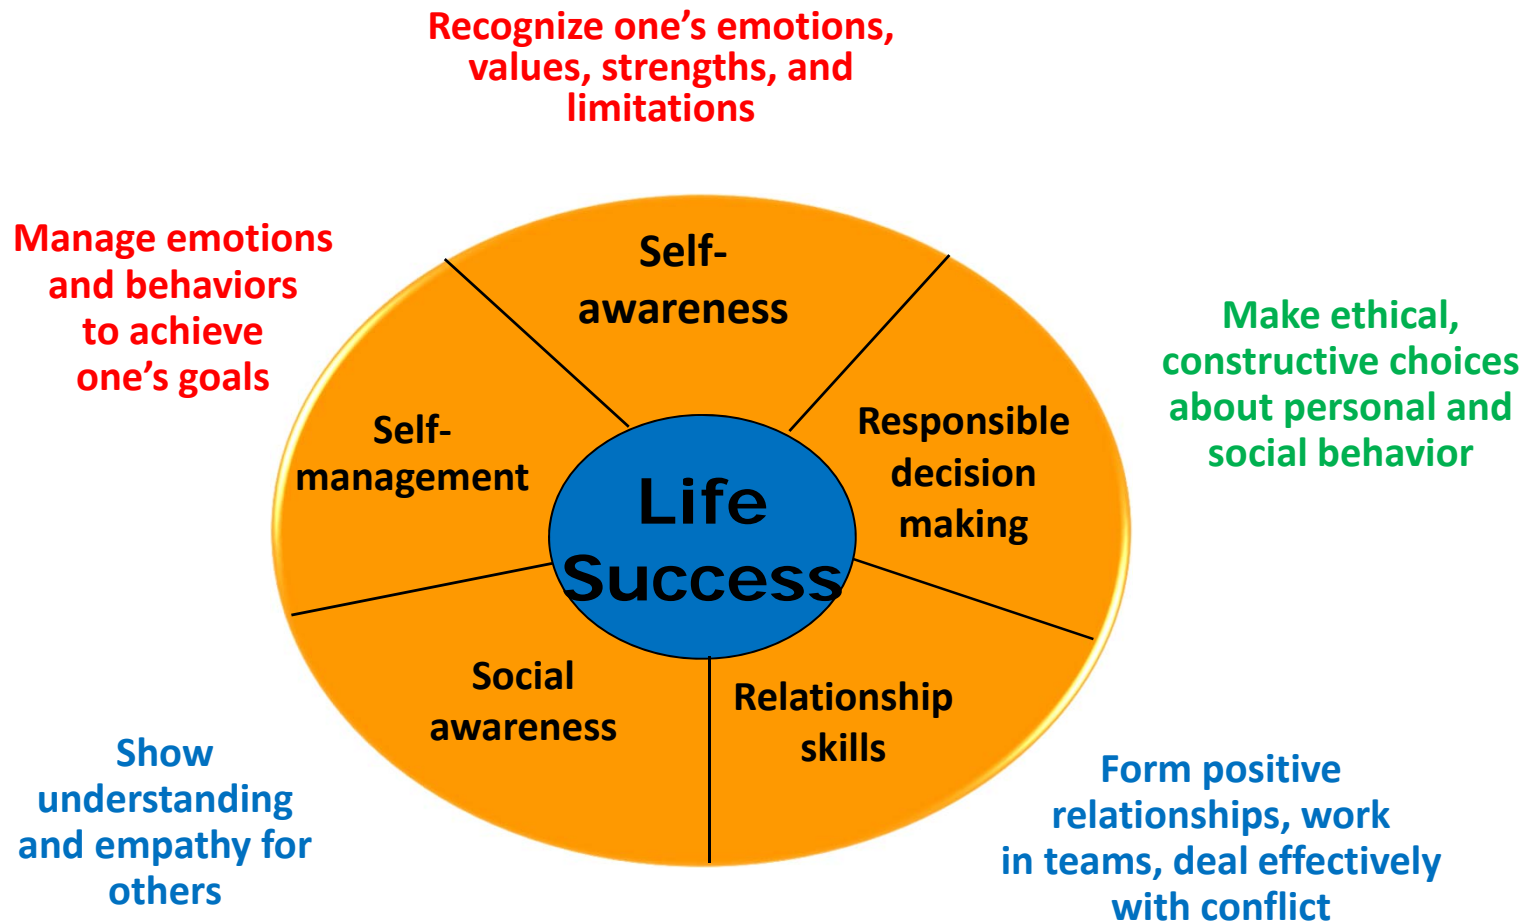 Recognize one’s emotions,
values, strengths, and
limitations
Manage emotions
and behaviors
to achieve
one’s goals
Self-
awareness
Make ethical,
constructive choices
about personal and
social behavior
Self-
management
Responsible
decision
making
Life
Success
Social
awareness
Relationship
skills
Show
understanding
and empathy for
others
Form positive
relationships, work
in teams, deal effectively
with conflict